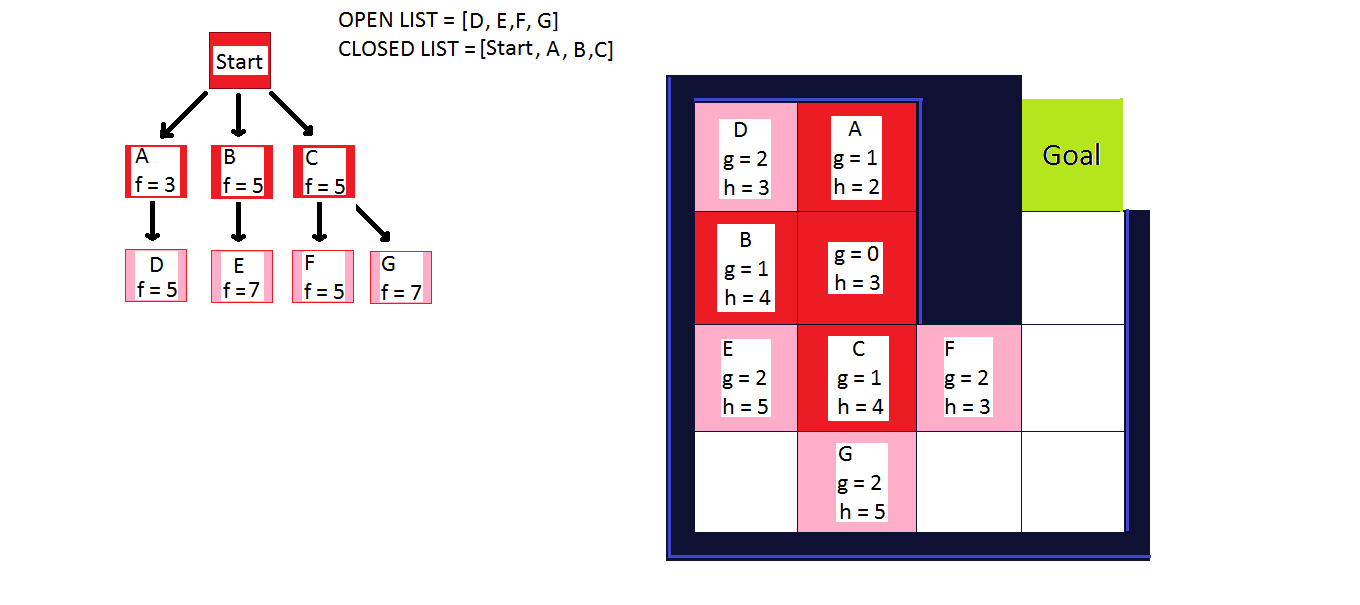 OPEN LIST = [D, E,F, G]
CLOSED LIST = [Start, A, B,C]
Start
A
f = 3
B
f = 5
C
f = 5
D
f = 5
E
f =7
F
f = 5
G
f = 7
D
g = 2
h = 3
A
g = 1
h = 2
Goal
B
g = 1
h = 4
g = 0
h = 3
E
g = 2
h = 5
C
g = 1
h = 4
F
g = 2
h = 3
G
g = 2
h = 5